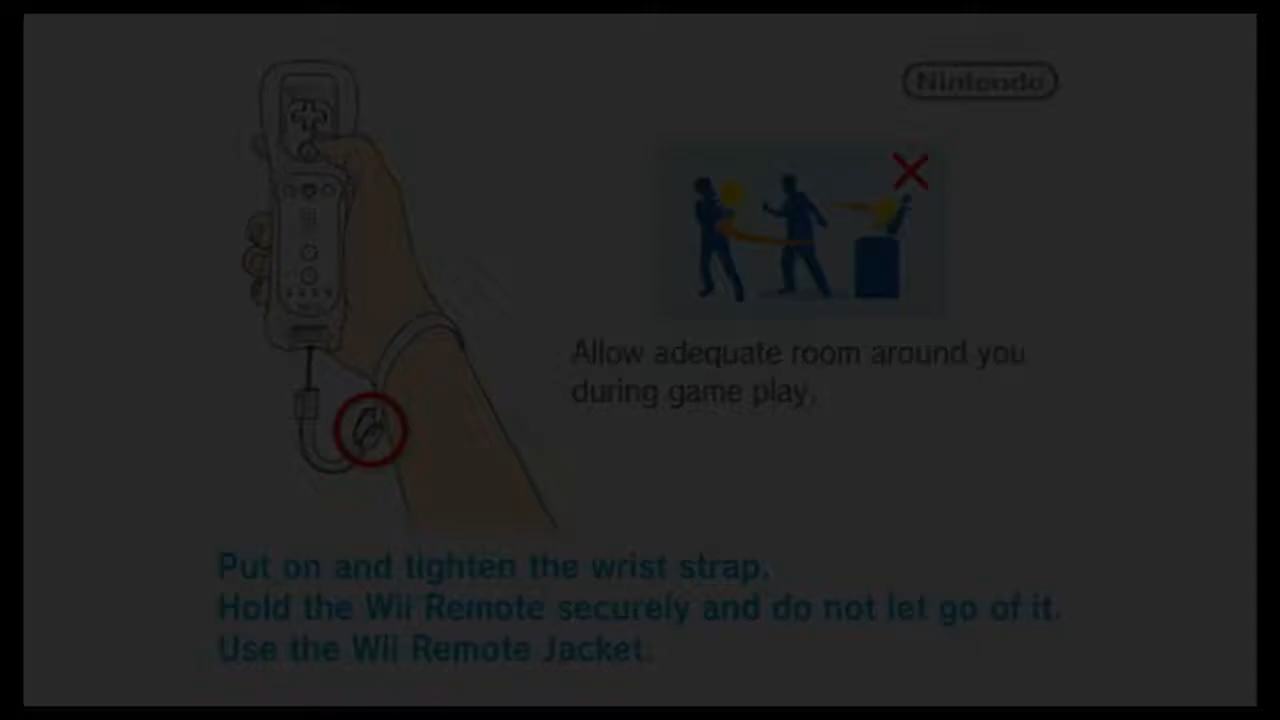 Nintendo
Allow adequate room around you
during game play.
Put on and tighten the wrist strap.
Hold the Wii Remote securely and do not let go of it.
Use the Wii Remote Jacket.